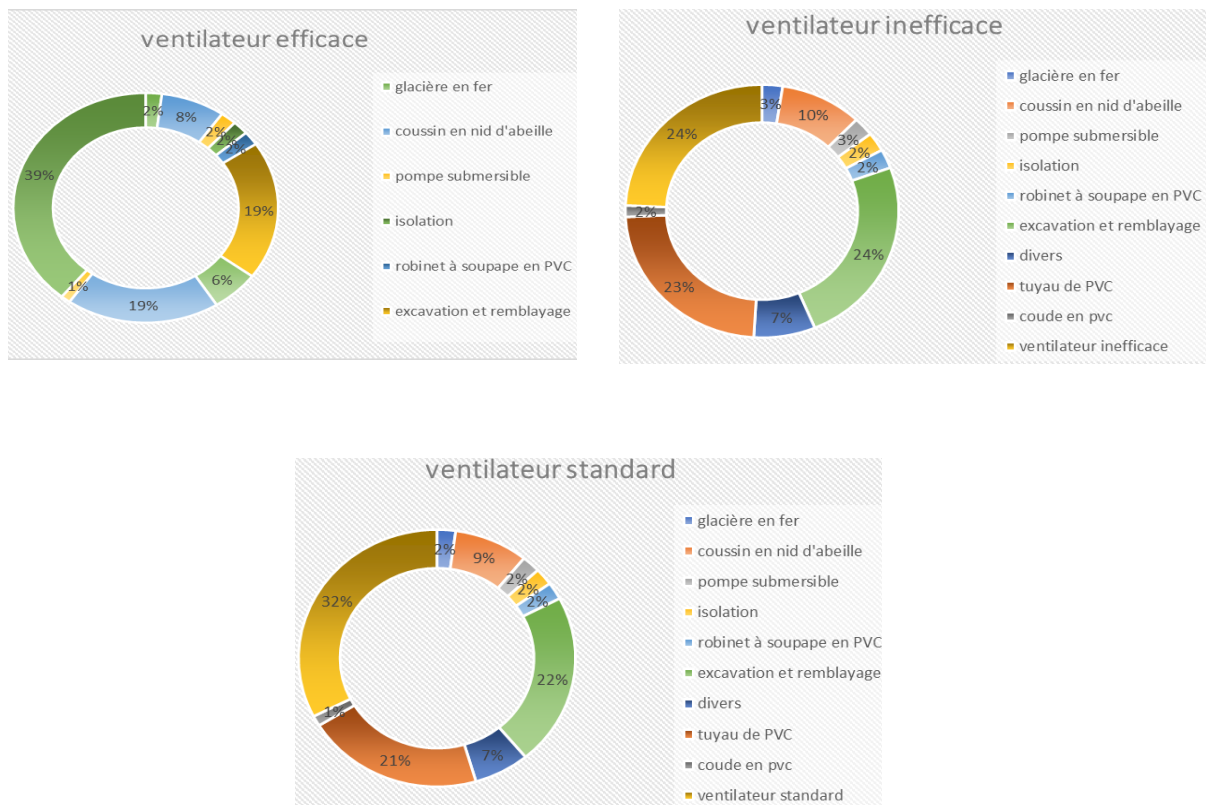 ventilateur efficace
2%
8%
2%
2%
2%
19%
6%
19%
1%
39%
glacière en fer
coussin en nid d'abeille
pompe submersible
isolation
robinet à soupape en PVC
excavation et remblayage
ventilateur inefficace
3%
10%
3%
2%
2%
24%
7%
23%
2%
24%
glacière en fer
coussin en nid d'abeille
pompe submersible
isolation
robinet à soupape en PVC
excavation et remblayage
divers
tuyau de PVC
coude en pvc
ventilateur inefficace
ventilateur standard
2%
9%
2%
2%
2%
22%
7%
21%
1%
32%
glacière en fer
coussin en nid d'abeille
pompe submersible
isolation
robinet à soupape en PVC
excavation et remblayage
divers
tuyau de PVC
coude en pvc
ventilateur standard